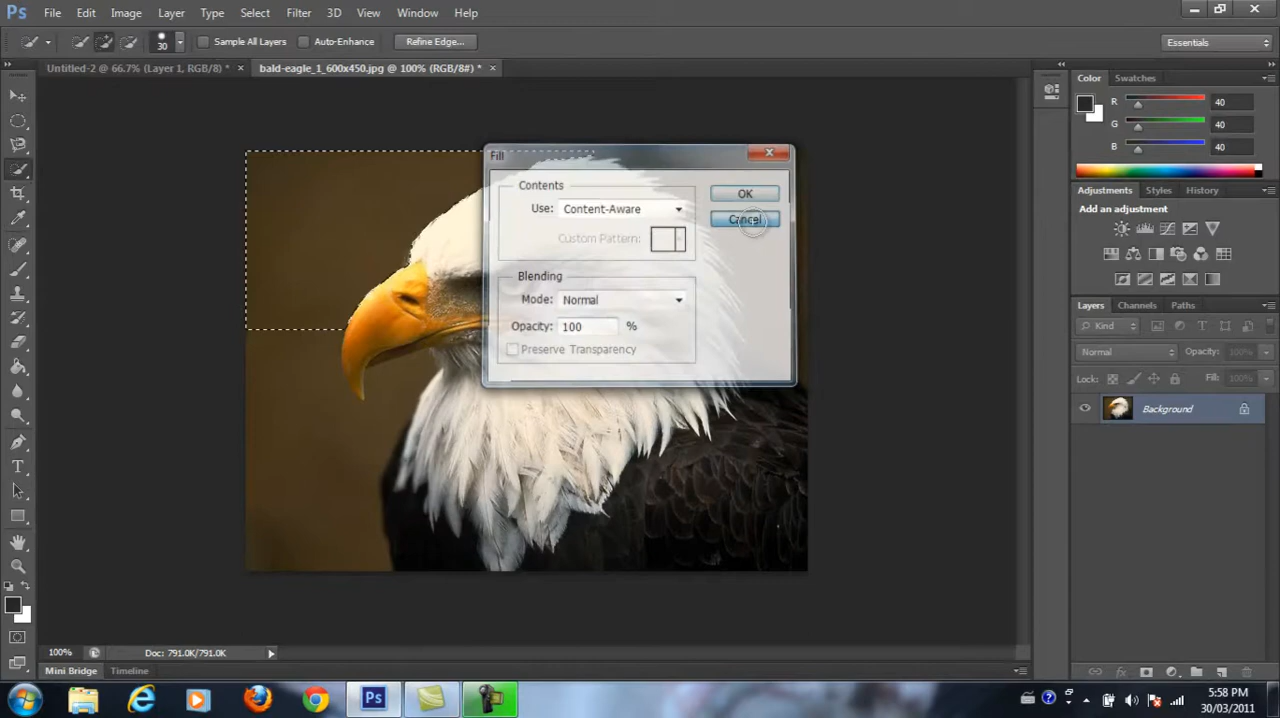 Ps File Edit Image Layer Type Select Filter 3D View Window Help
30 Sample All Layers Auto-Enhance Refine Edge... Essentials
Untitled-2 @ 66.7% (Layer 1, RGB/8) * × bald-eagle_1_600x450.jpg @ 100% (RGB/8#) * ×
Color Swatches
R 40
G 40
B 40
Fill
Contents
Use: Content-Aware
Custom Pattern:
OK
Cancel
Blending
Mode: Normal
Opacity: 100 %
Preserve Transparency
Adjustments Styles History
Add an adjustment
Layers Channels Paths
Kind
Normal Opacity: 100%
Lock: Fill: 100%
Background
100% Doc: 791.0K/791.0K
Mini Bridge Timeline
Ps
5:58 PM
30/03/2011